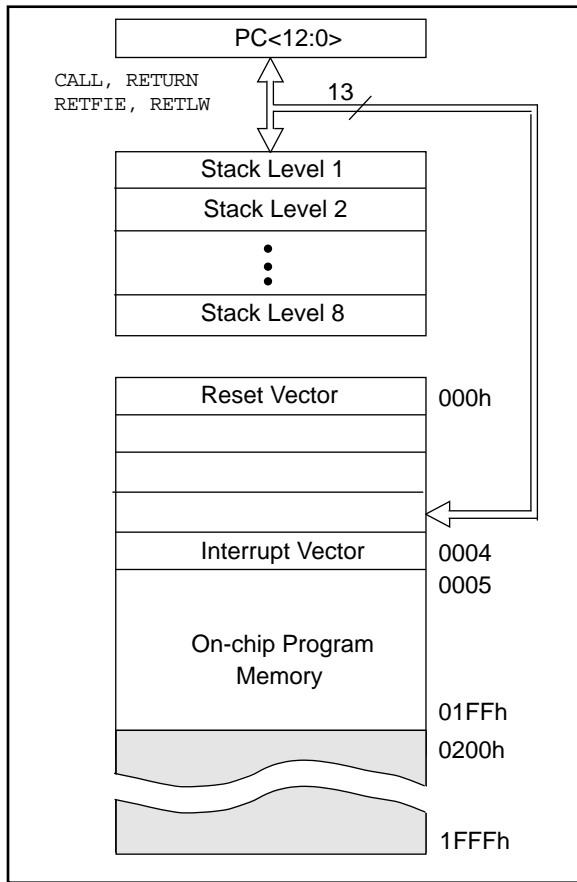 PC<12:0>
CALL, RETURN
RETFIE, RETLW
13
Stack Level 1
Stack Level 2
Stack Level 8
Reset Vector
000h
Interrupt Vector
0004
0005
On-chip Program
Memory
01FFh
0200h
1FFFh